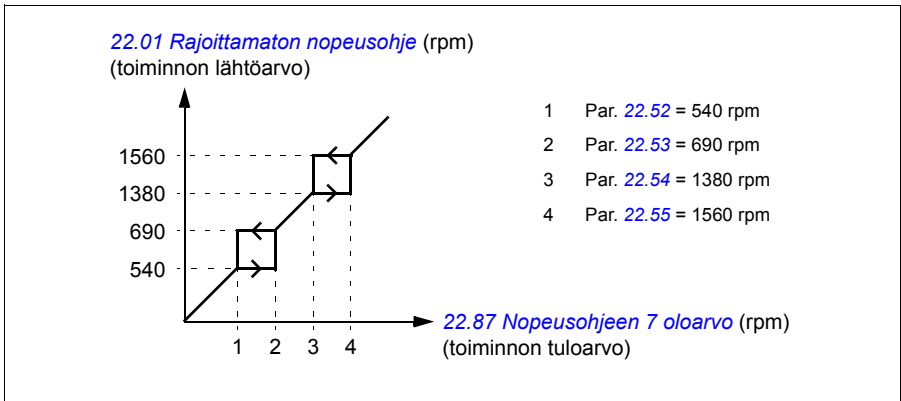 22.01 Rajoittamaton nopeusohje (rpm)
(toiminnon lähtöarvo)
1 Par. 22.52 = 540 rpm
2 Par. 22.53 = 690 rpm
3 Par. 22.54 = 1380 rpm
4 Par. 22.55 = 1560 rpm
1560
1380
690
540
1 2 3 4
22.87 Nopeusohjeen 7 oloarvo (rpm)
(toiminnon tuloarvo)